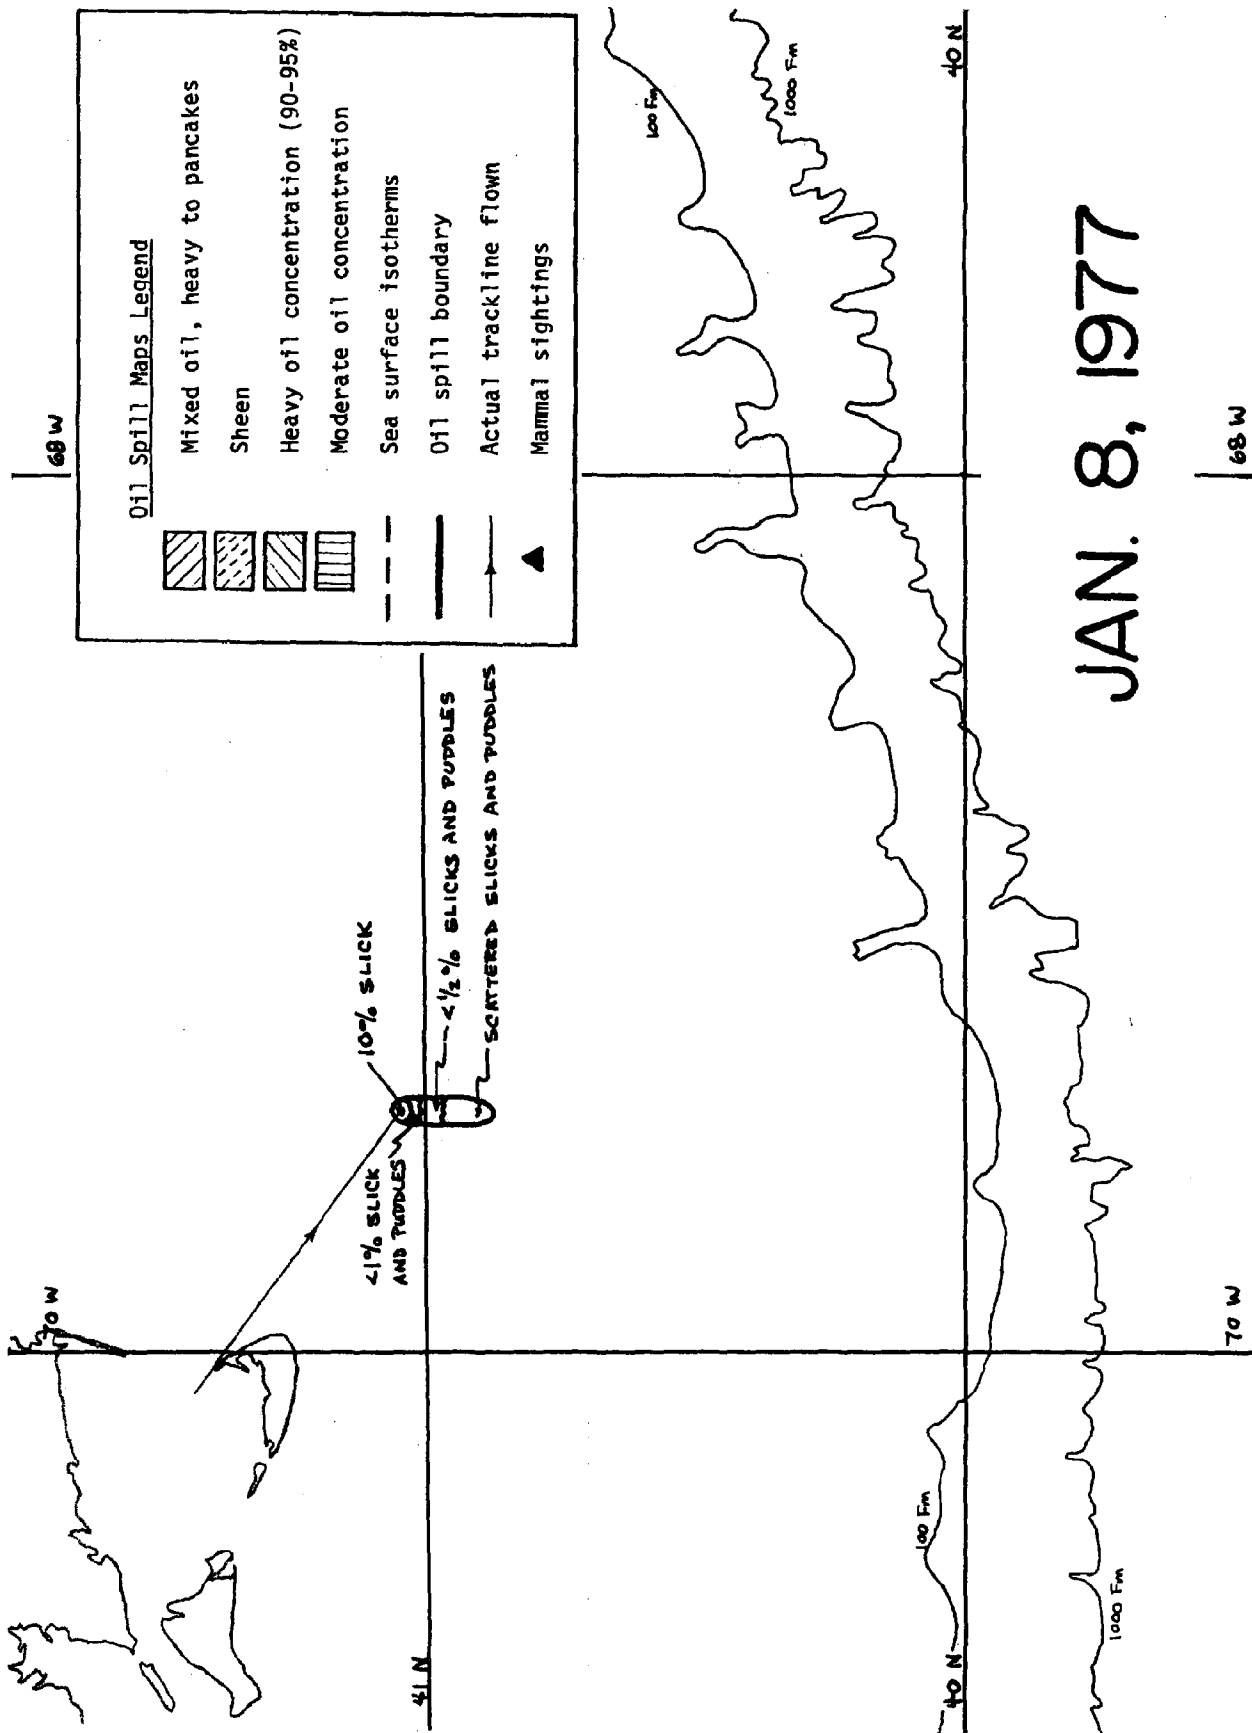 68 W
Oil Spill Maps Legend
Mixed oil, heavy to pancakes
Sheen
Heavy oil concentration (90-95%)
Moderate oil concentration
Sea surface isotherms
Oil spill boundary
Actual trackline flown
Mammal sightings
70 W
10% SLICK
<1% SLICK
AND PUDDLES
<1/2% SLICKS AND PUDDLES
SCATTERED SLICKS AND PUDDLES
41 N
100 Fm
1000 Fm
40 N
100 Fm
40 N
1000 Fm
JAN. 8, 1977
70 W
68 W